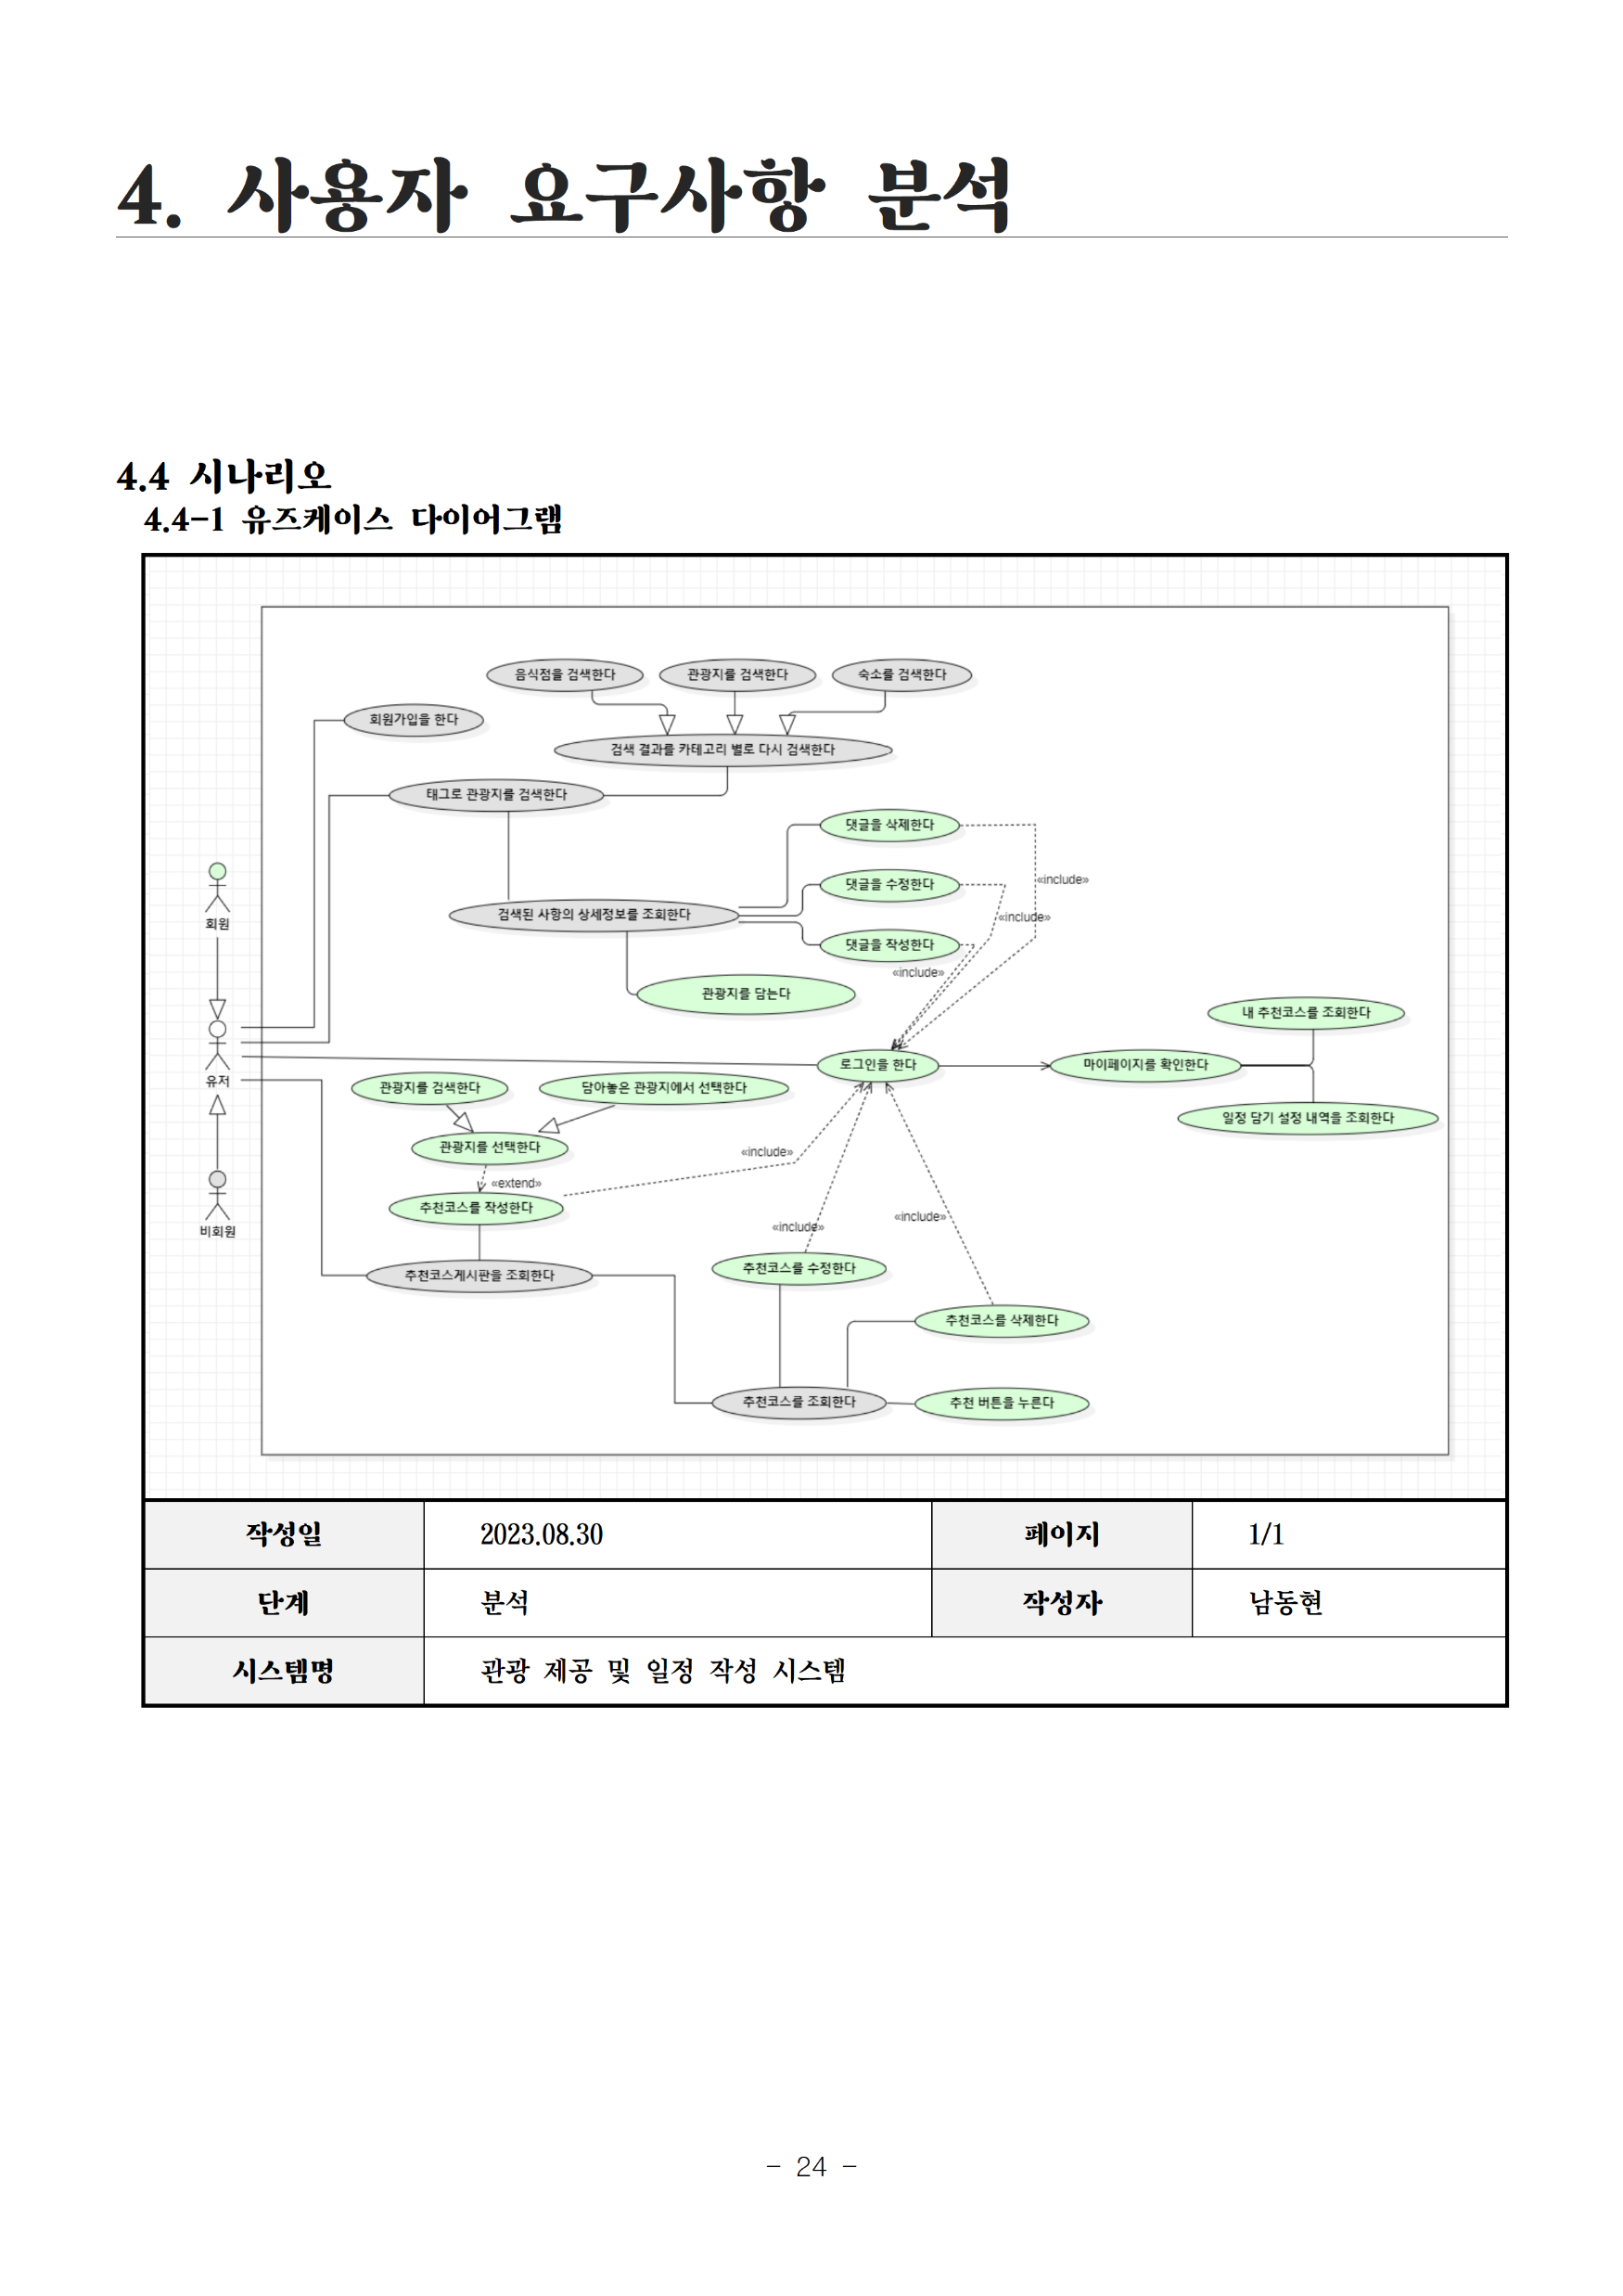 4. 사용자 요구사항 분석
4.4 시나리오
4.4-1 유즈케이스 다이어그램
음식점을 검색한다
관광지를 검색한다
숙소를 검색한다
회원가입을 한다
검색 결과를 카테고리 별로 다시 검색한다
태그로 관광지를 검색한다
댓글을 삭제한다
«include»
댓글을 수정한다
«include»
검색된 사항의 상세정보를 조회한다
댓글을 작성한다
«include»
회원
관광지를 담는다
내 추천코스를 조회한다
로그인을 한다
마이페이지를 확인한다
유저
관광지를 검색한다
담아놓은 관광지에서 선택한다
일정 담기 설정 내역을 조회한다
관광지를 선택한다
«include»
«extend»
추천코스를 작성한다
«include»
«include»
비회원
추천코스게시판을 조회한다
추천코스를 수정한다
추천코스를 삭제한다
추천코스를 조회한다
추천 버튼을 누른다
작성일 2023.08.30 페이지 1/1
단계 분석 작성자 남동현
시스템명 관광 제공 및 일정 작성 시스템
- 24 -